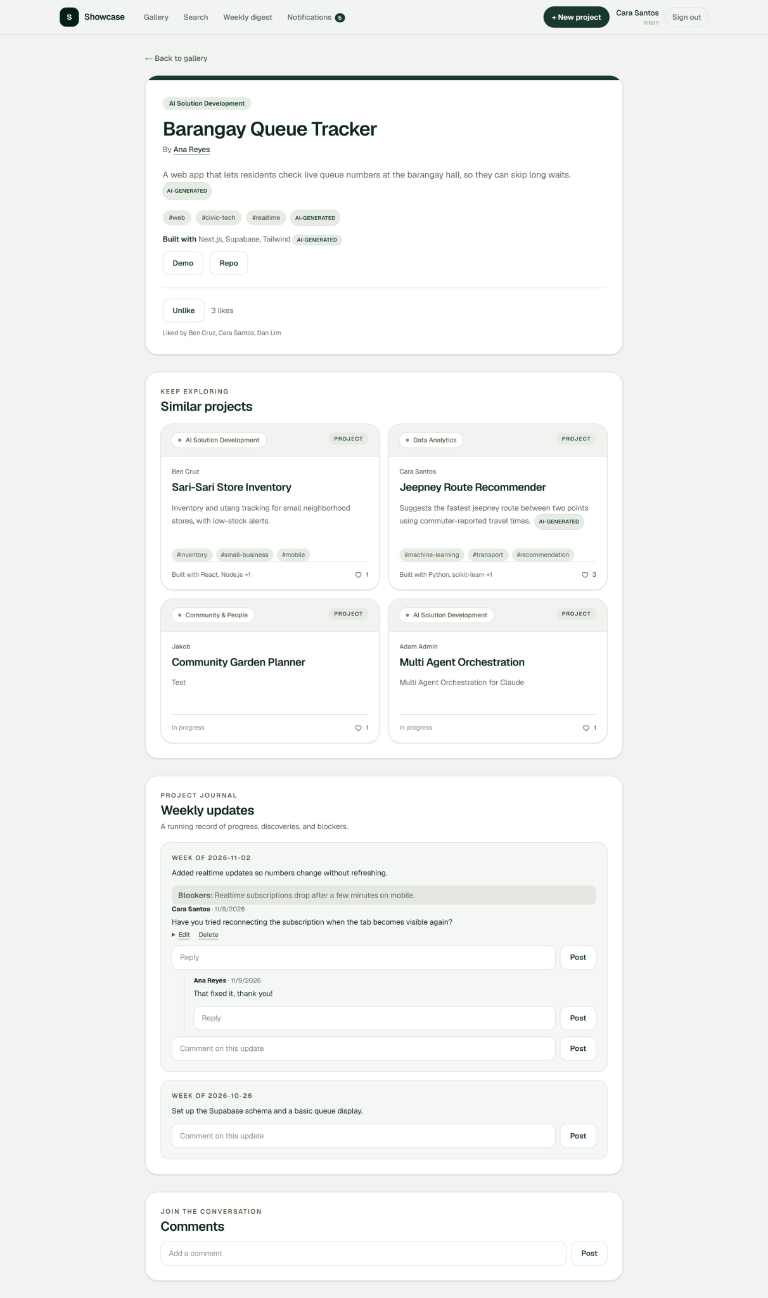 S Showcase Gallery Search Weekly digest Notifications 5 + New project Cara Santos Intern Sign out
← Back to gallery
AI Solution Development
Barangay Queue Tracker
By Ana Reyes
A web app that lets residents check live queue numbers at the barangay hall, so they can skip long waits.
AI-GENERATED
#web #civic-tech #realtime AI-GENERATED
Built with Next.js, Supabase, Tailwind AI-GENERATED
Demo Repo
Unlike 3 likes
Liked by Ben Cruz, Cara Santos, Dan Lim
KEEP EXPLORING
Similar projects
AI Solution Development PROJECT
Ben Cruz
Sari-Sari Store Inventory
Inventory and utang tracking for small neighborhood
stores, with low-stock alerts.
#inventory #small-business #mobile
Built with React, Node.js +1 1
Data Analytics PROJECT
Cara Santos
Jeepney Route Recommender
Suggests the fastest jeepney route between two points
using commuter-reported travel times. AI-GENERATED
#machine-learning #transport #recommendation
Built with Python, scikit-learn +1 3
Community & People PROJECT
Jakob
Community Garden Planner
Test
In progress 1
AI Solution Development PROJECT
Adam Admin
Multi Agent Orchestration
Multi Agent Orchestration for Claude
In progress 1
PROJECT JOURNAL
Weekly updates
A running record of progress, discoveries, and blockers.
WEEK OF 2026-11-02
Added realtime updates so numbers change without refreshing.
Blockers: Realtime subscriptions drop after a few minutes on mobile.
Cara Santos · 11/8/2026
Have you tried reconnecting the subscription when the tab becomes visible again?
▸ Edit Delete
Reply Post
Ana Reyes · 11/9/2026
That fixed it, thank you!
Reply Post
Comment on this update Post
WEEK OF 2026-10-26
Set up the Supabase schema and a basic queue display.
Comment on this update Post
JOIN THE CONVERSATION
Comments
Add a comment Post